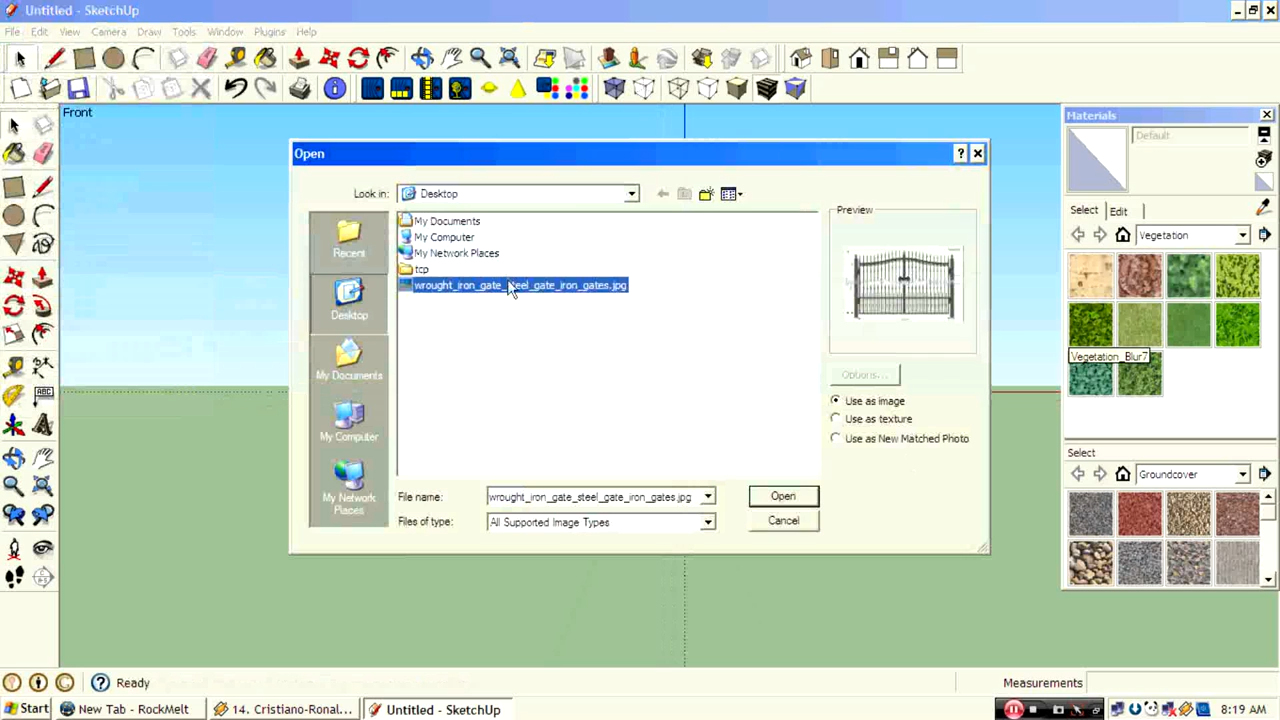 Untitled - SketchUp
File Edit View Camera Draw Tools Window Plugins Help
Front
Materials
Default
Open
Look in: Desktop
Preview
My Documents
My Computer
My Network Places
tcp
wrought_iron_gate_steel_gate_iron_gates.jpg
Recent
Desktop
My Documents
My Computer
My Network
Places
Select Edit
Vegetation
Vegetation_Blur7
Options...
Use as image
Use as texture
Use as New Matched Photo
File name: wrought_iron_gate_steel_gate_iron_gates.jpg Open
Files of type: All Supported Image Types Cancel
Select
Groundcover
ABC
Ready
Measurements
Start New Tab - RockMelt 14. Cristiano-Ronal... Untitled - SketchUp 8:19 AM